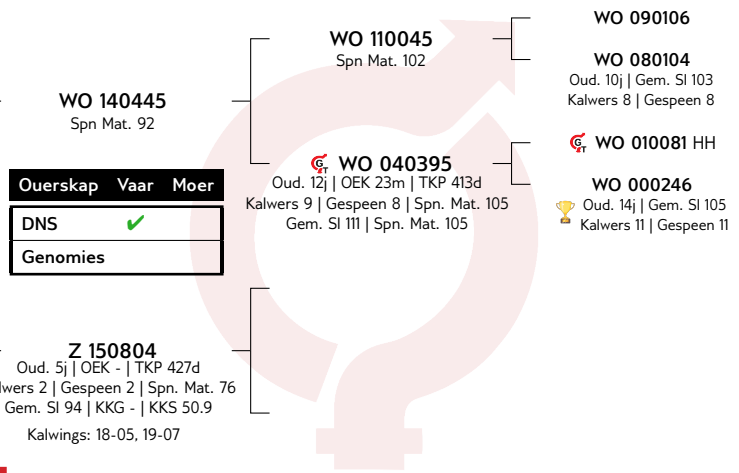 WO 090106
WO 110045
Spn Mat. 102
WO 080104
Oud. 10j | Gem. SI 103
Kalwers 8 | Gespeen 8
WO 140445
Spn Mat. 92
WO 010081 HH
WO 040395
Oud. 12j | OEK 23m | TKP 413d
Kalwers 9 | Gespeen 8 | Spn. Mat. 105
Gem. SI 111 | Spn. Mat. 105
WO 000246
Oud. 14j | Gem. SI 105
Kalwers 11 | Gespeen 11
Ouerskap Vaar Moer
DNS ✔
Genomies
Z 150804
Oud. 5j | OEK - | TKP 427d
lwers 2 | Gespeen 2 | Spn. Mat. 76
Gem. SI 94 | KKG - | KKS 50.9
Kalwings: 18-05, 19-07